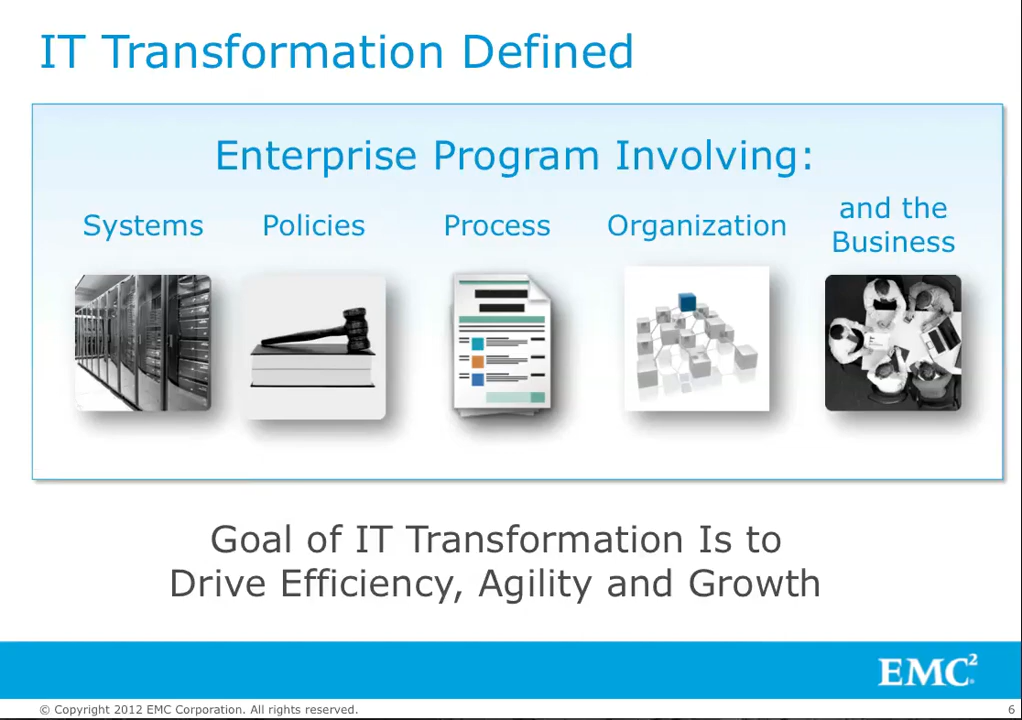 IT Transformation Defined
Enterprise Program Involving:
Systems
Policies
Process
Organization
and the
Business
Goal of IT Transformation Is to
Drive Efficiency, Agility and Growth
EMC²
© Copyright 2012 EMC Corporation. All rights reserved.
6